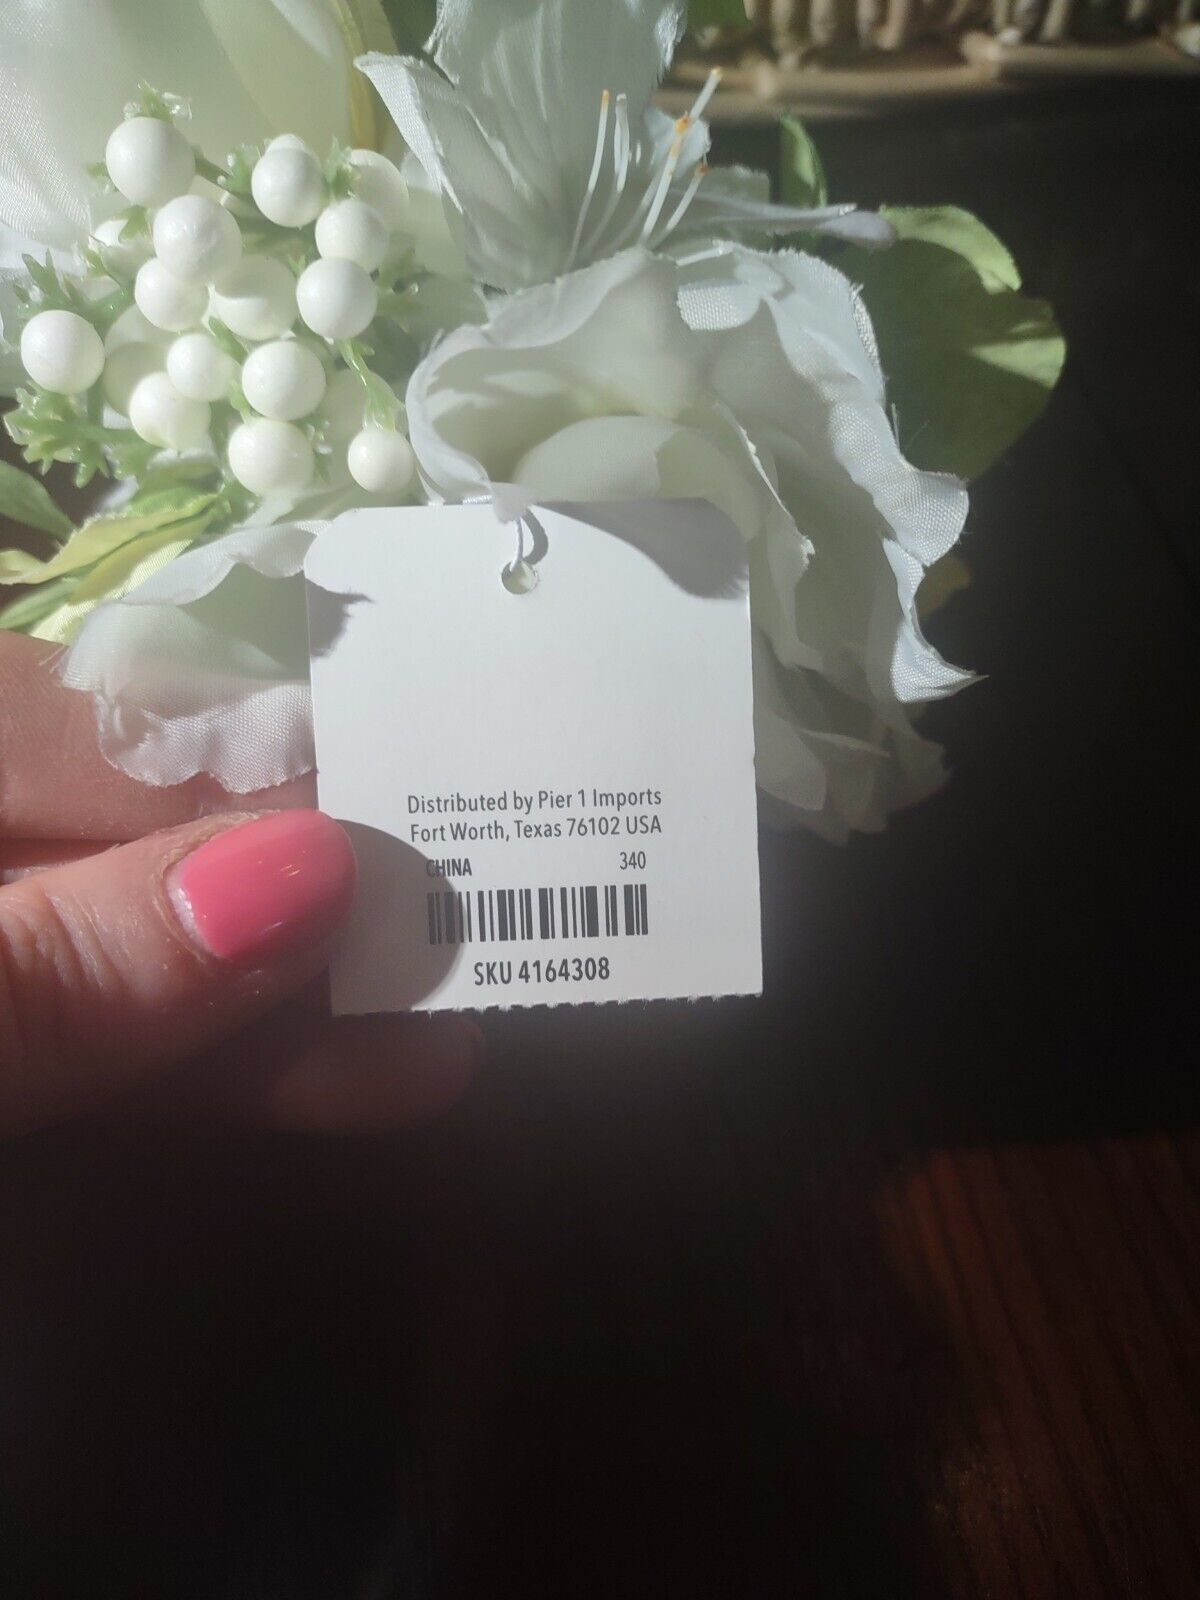 Distributed by Pier 1 Imports
Fort Worth, Texas 76102 USA
CHINA 340
SKU 4164308